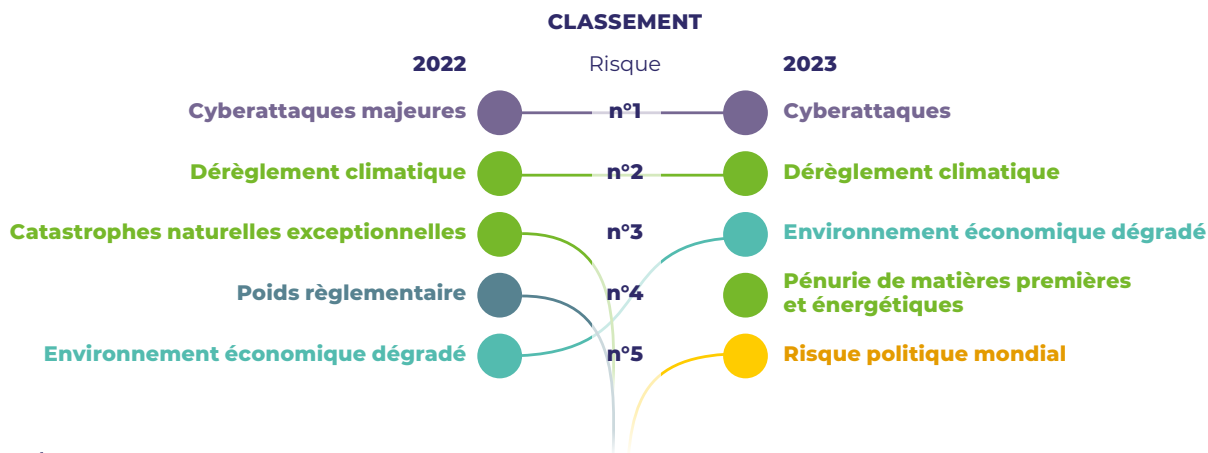 CLASSEMENT
2022 Risque 2023
Cyberattaques majeures n°1 Cyberattaques
Dérèglement climatique n°2 Dérèglement climatique
Catastrophes naturelles exceptionnelles n°3 Environnement économique dégradé
Poids règlementaire n°4 Pénurie de matières premières
et énergétiques
Environnement économique dégradé n°5 Risque politique mondial